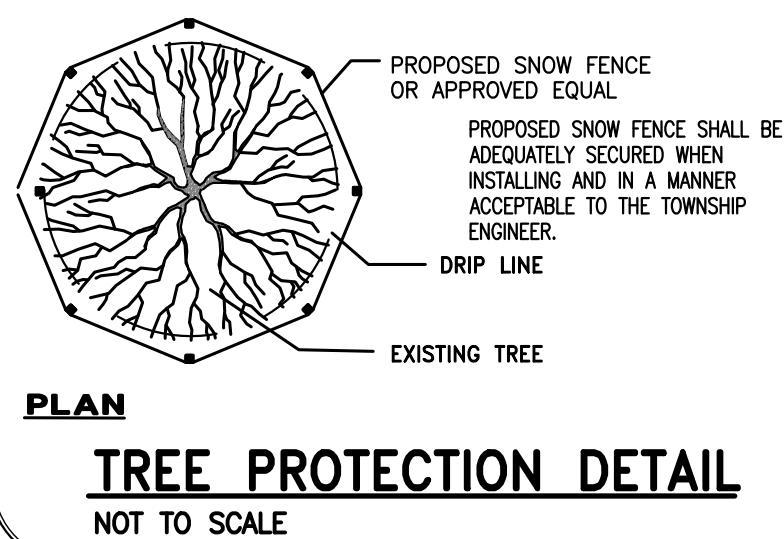 PROPOSED SNOW FENCE
OR APPROVED EQUAL
PROPOSED SNOW FENCE SHALL BE
ADEQUATELY SECURED WHEN
INSTALLING AND IN A MANNER
ACCEPTABLE TO THE TOWNSHIP
ENGINEER.
DRIP LINE
EXISTING TREE
PLAN
TREE PROTECTION DETAIL
NOT TO SCALE